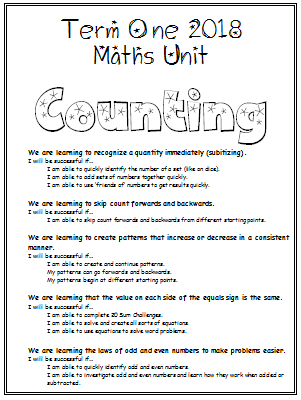 Term One 2018
Maths Unit
Counting
We are learning to recognize a quantity immediately (subitizing).
I will be successful if...
I am able to quickly identify the number of a set (like on dice).
I am able to add sets of numbers together quickly.
I am able to use 'friends of numbers to get results quickly.
We are learning to skip count forwards and backwards.
I will be successful if...
I am able to skip count forwards and backwards from different starting points.
We are learning to create patterns that increase or decrease in a consistent
manner.
I will be successful if...
I am able to create and continue patterns.
My patterns can go forwards and backwards.
My patterns begin at different starting points.
We are learning that the value on each side of the equals sign is the same.
I will be successful if...
I am able to complete 20 Sum Challenges.
I am able to solve and create all sorts of equations
I am able to use equations to solve word problems.
We are learning the laws of odd and even numbers to make problems easier.
I will be successful if...
I am able to quickly identify odd and even numbers.
I am able to investigate odd and even numbers and learn how they work when added or
subtracted.